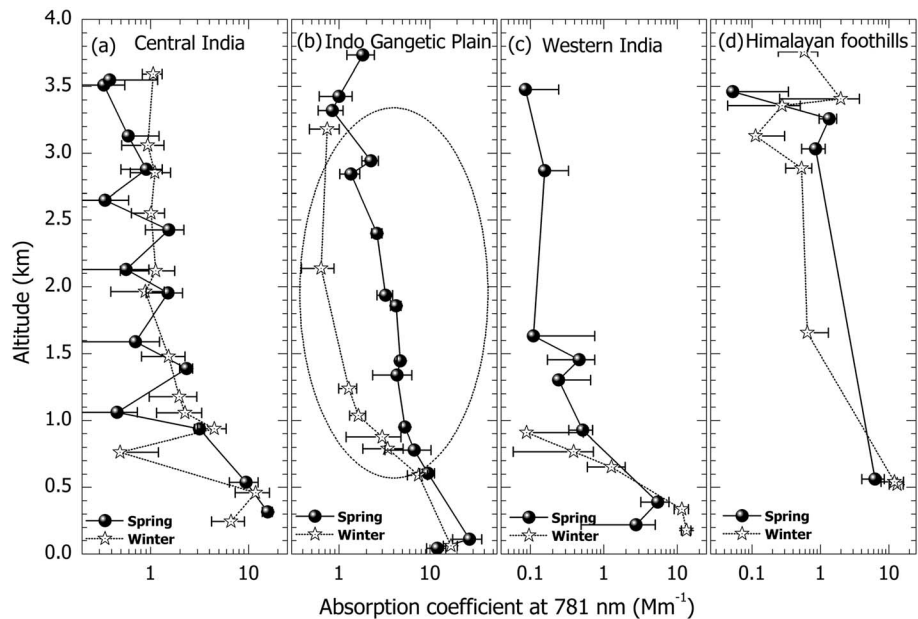 (a) Central India
(b) Indo Gangetic Plain
(c) Western India
(d) Himalayan foothills
Altitude (km)
4.0
3.5
3.0
2.5
2.0
1.5
1.0
0.5
0.0
Spring
Winter
Spring
Winter
Spring
Winter
Spring
Winter
1 10
1 10
0.1 1 10
0.1 1 10
Absorption coefficient at 781 nm (Mm⁻¹)